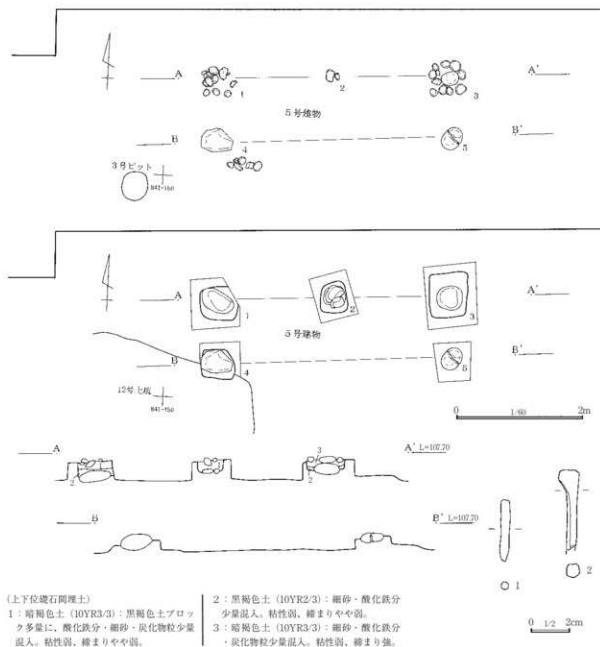 A
1
2
3
A'
5号建物
B
4
5
B'
3号ピット
841-150
A
1
2
3
A'
5号建物
B
4
5
B'
12号土坑
841-150
0 1/60 2m
A
3
2
2
A' L=107.70
B
B' L=107.70
1
2
0 1/2 2cm
(上下位礎石間埋土)
1：暗褐色土 (10YR3/3)：黒褐色土ブロッ
ク多量に、酸化鉄分・細砂・炭化物粒少量
混入。粘性弱、締まりやや弱。
2：黒褐色土 (10YR2/3)：細砂・酸化鉄分
少量混入。粘性弱、締まりやや弱。
3：暗褐色土 (10YR3/3)：細砂・酸化鉄分
・炭化物粒少量混入。粘性弱、締まり強。